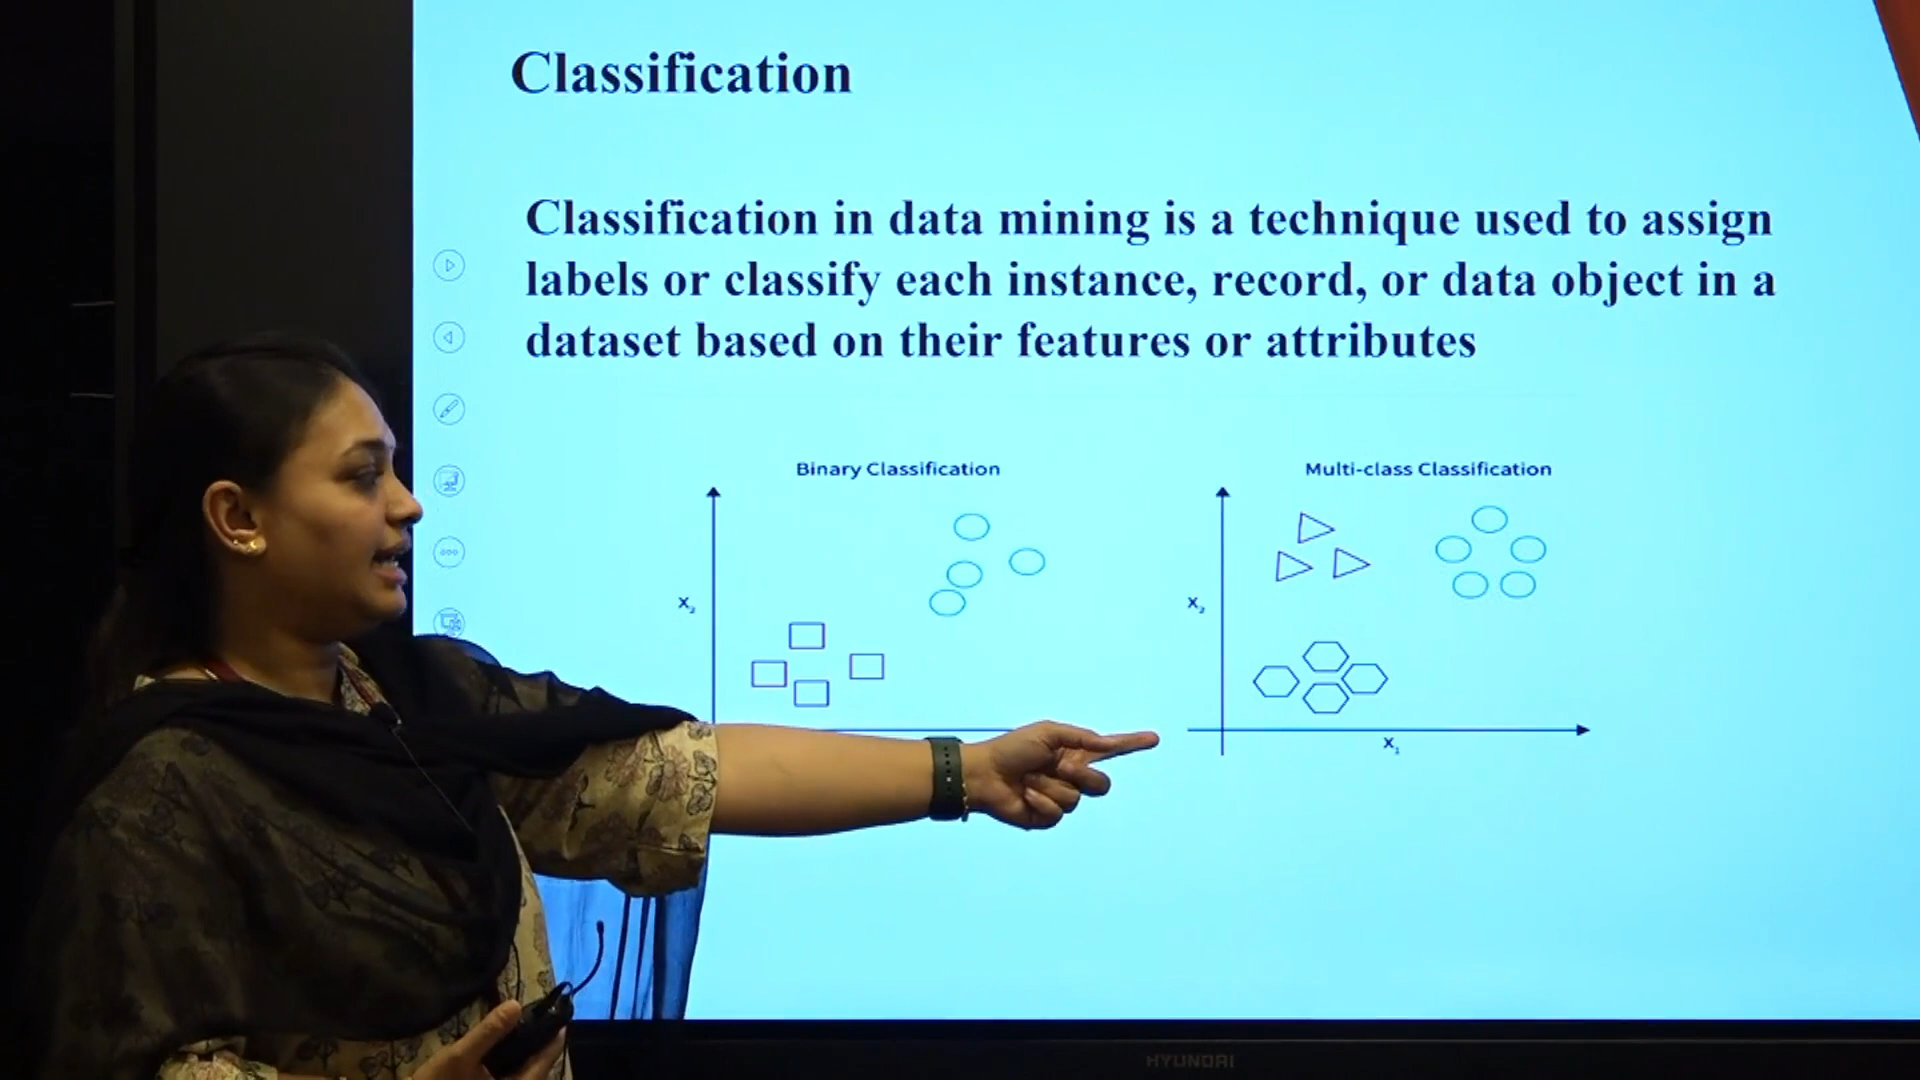 Classification
Classification in data mining is a technique used to assign
labels or classify each instance, record, or data object in a
dataset based on their features or attributes
Binary Classification
X₂
Multi-class Classification
X₂
X₁
HYUNDAI